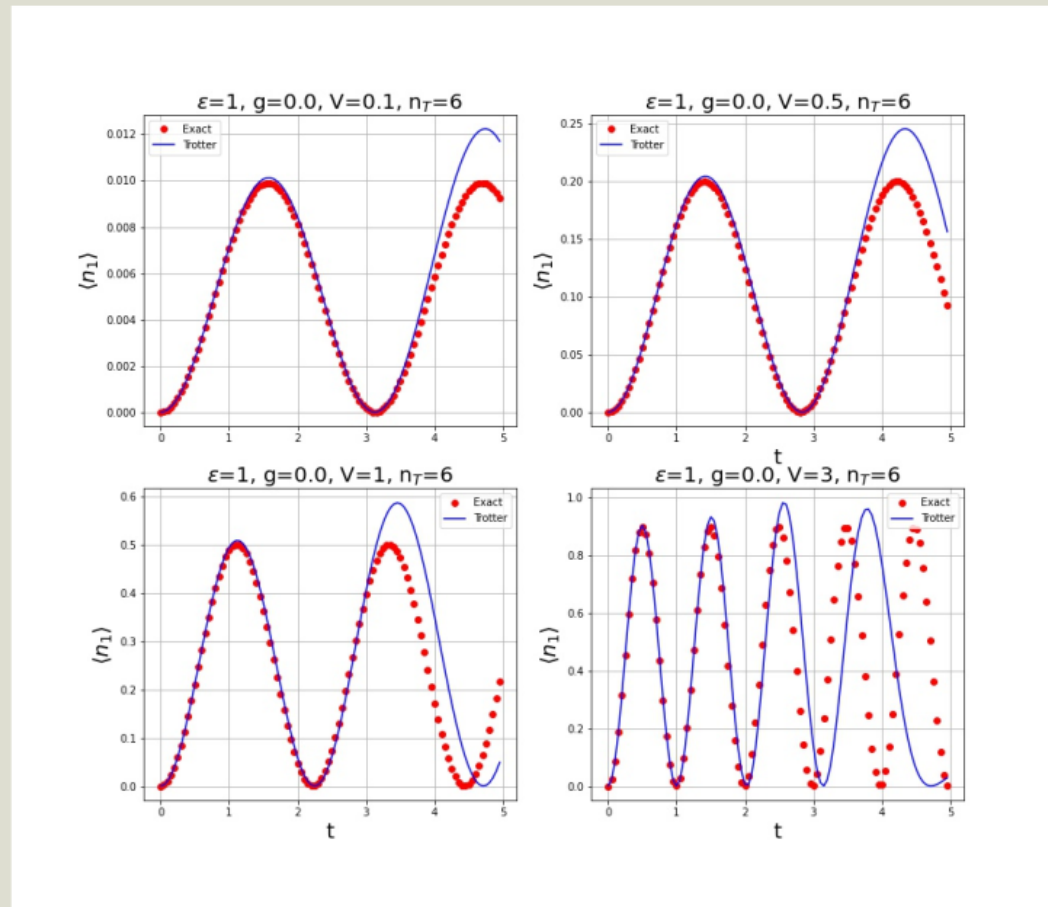 ε=1, g=0.0, V=0.1, n_T=6
Exact
Trotter
0.012
0.010
0.008
0.006
0.004
0.002
0.000
⟨n₁⟩
0 1 2 3 4 5
ε=1, g=0.0, V=0.5, n_T=6
Exact
Trotter
0.25
0.20
0.15
0.10
0.05
0.00
⟨n₁⟩
0 1 2 3 4 5
t
ε=1, g=0.0, V=1, n_T=6
Exact
Trotter
0.6
0.5
0.4
0.3
0.2
0.1
0.0
⟨n₁⟩
0 1 2 3 4 5
t
ε=1, g=0.0, V=3, n_T=6
Exact
Trotter
1.0
0.8
0.6
0.4
0.2
0.0
⟨n₁⟩
0 1 2 3 4 5
t